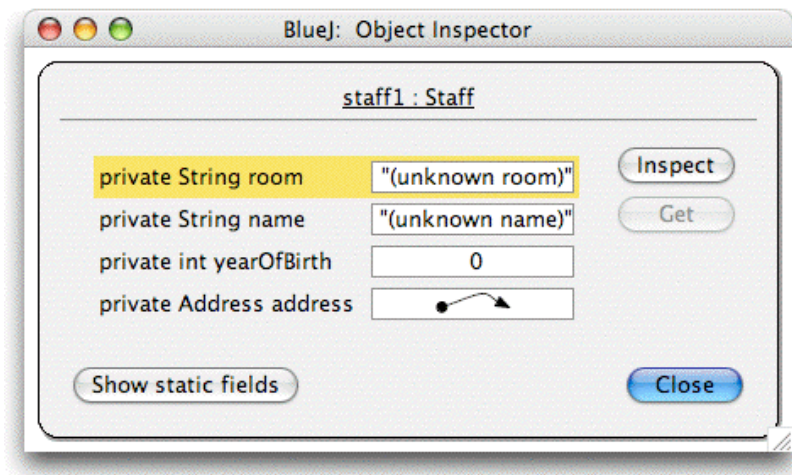 BlueJ: Object Inspector
staff1 : Staff
private String room "(unknown room)"
Inspect
private String name "(unknown name)"
Get
private int yearOfBirth 0
private Address address
Show static fields
Close